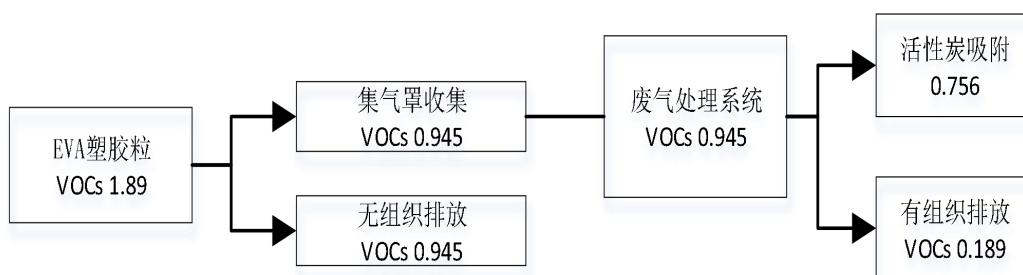 EVA塑胶粒
VOCs 1.89
集气罩收集
VOCs 0.945
无组织排放
VOCs 0.945
废气处理系统
VOCs 0.945
活性炭吸附
0.756
有组织排放
VOCs 0.189